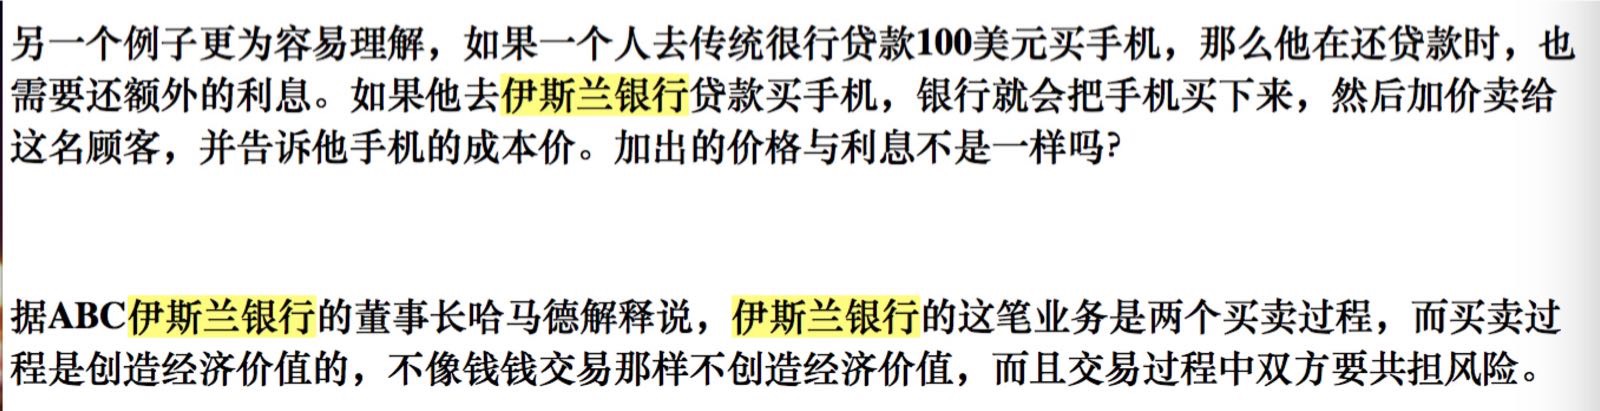 另一个例子更为容易理解，如果一个人去传统很行贷款100美元买手机，那么他在还贷款时，也
需要还额外的利息。如果他去伊斯兰银行贷款买手机，银行就会把手机买下来，然后加价卖给
这名顾客，并告诉他手机的成本价。加出的价格与利息不是一样吗?
据ABC伊斯兰银行的董事长哈马德解释说，伊斯兰银行的这笔业务是两个买卖过程，而买卖过
程是创造经济价值的，不像钱钱交易那样不创造经济价值，而且交易过程中双方要共担风险。